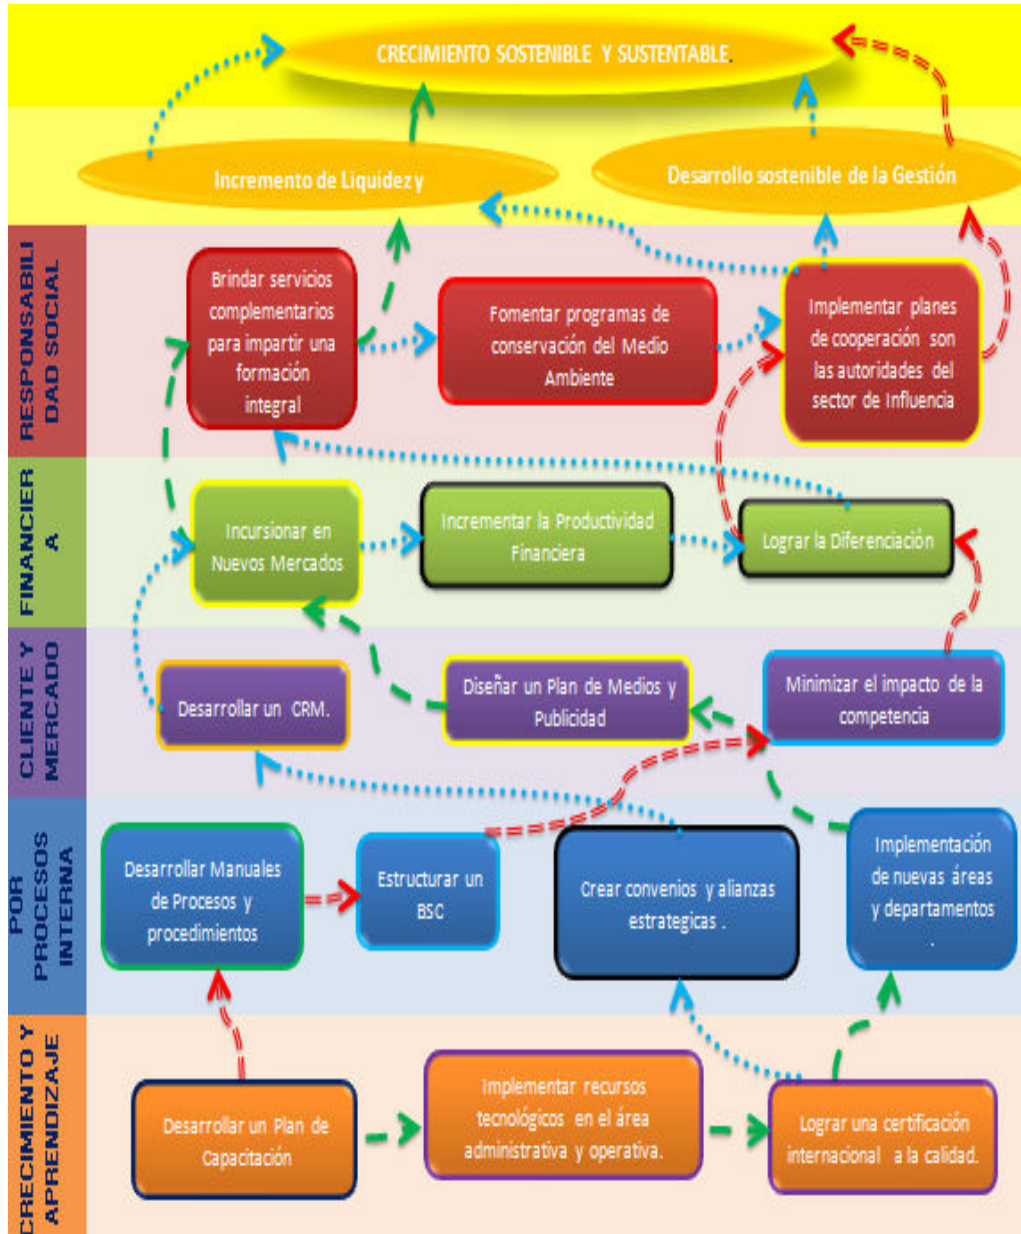 CRECIMIENTO SOSTENIBLE Y SUSTENTABLE.
Incremento de Liquidez y
Desarrollo sostenible de la Gestión
RESPONSABILI
DAD SOCIAL
Brindar servicios
complementarios
para impartir una
formación
integral
Fomentar programas de
conservación del Medio
Ambiente
Implementar planes
de cooperación son
las autoridades del
sector de Influencia
FINANCIER
A
Incursionar en
Nuevos Mercados
Incrementar la Productividad
Financiera
Lograr la Diferenciación
CLIENTE Y
MERCADO
Desarrollar un CRM.
Diseñar un Plan de Medios y
Publicidad
Minimizar el impacto de la
competencia
POR
PROCESOS
INTERNA
Desarrollar Manuales
de Procesos y
procedimientos
Estructurar un
BSC
Crear convenios y alianzas
estrategicas .
Implementación
de nuevas áreas
y departamentos
.
CRECIMIENTO Y
APRENDIZAJE
Desarrollar un Plan de
Capacitación
Implementar recursos
tecnológicos en el área
administrativa y operativa.
Lograr una certificación
internacional a la calidad.